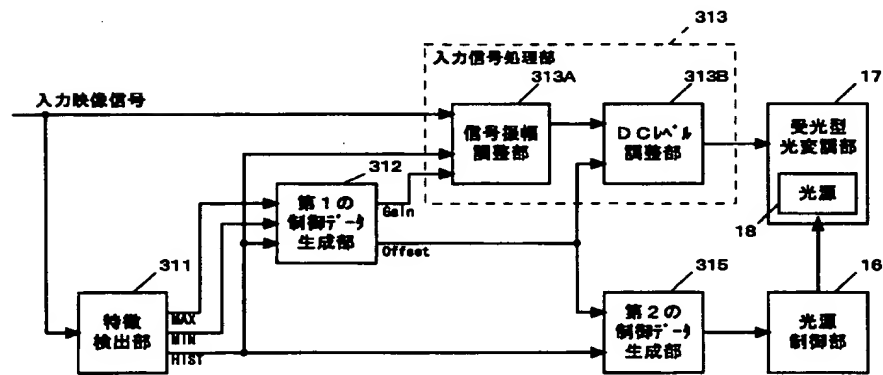 313
入力信号処理部
入力映像信号
313A
313B
17
信号振幅
調整部
DCﾚﾍﾞﾙ
調整部
受光型
光変調部
光源
18
312
第1の
制御ﾃﾞｰﾀ
生成部
Gain
Offset
311
特徴
検出部
MAX
MIN
HIST
315
第2の
制御ﾃﾞｰﾀ
生成部
16
光源
制御部